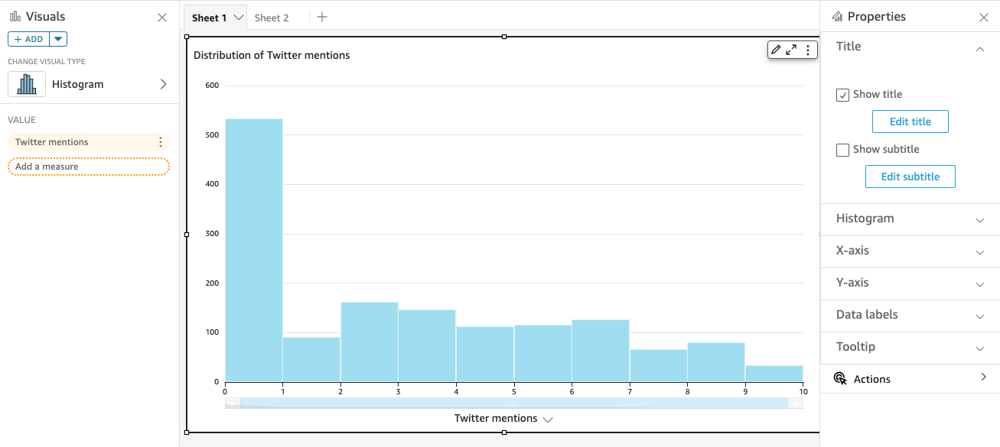 Visuals
+ ADD
CHANGE VISUAL TYPE
Histogram
VALUE
Twitter mentions
Add a measure
Sheet 1
Sheet 2
Distribution of Twitter mentions
600
500
400
300
200
100
0
0 1 2 3 4 5 6 7 8 9 10
Twitter mentions
Properties
Title
Show title
Edit title
Show subtitle
Edit subtitle
Histogram
X-axis
Y-axis
Data labels
Tooltip
Actions